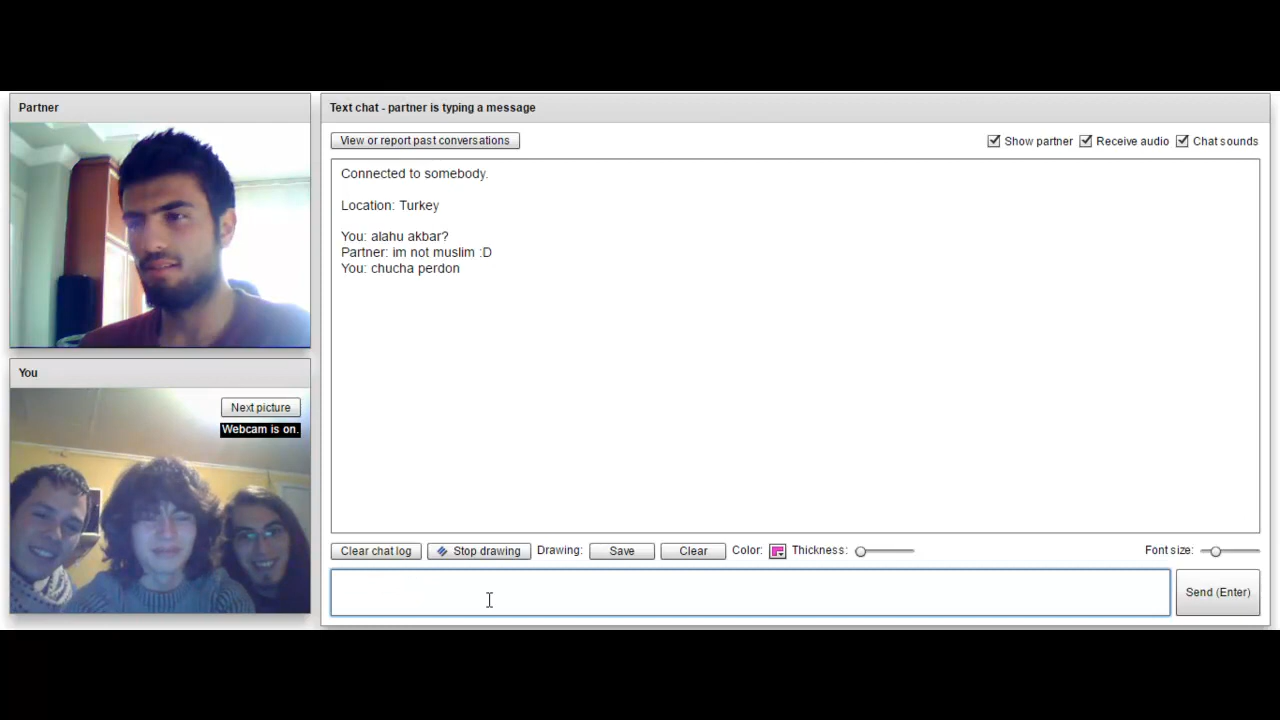 Partner
Text chat - partner is typing a message
View or report past conversations
Show partner
Receive audio
Chat sounds
Connected to somebody.
Location: Turkey
You: alahu akbar?
Partner: im not muslim :D
You: chucha perdon
You
Next picture
Webcam is on.
Clear chat log
Stop drawing
Drawing:
Save
Clear
Color:
Thickness:
Font size:
Send (Enter)